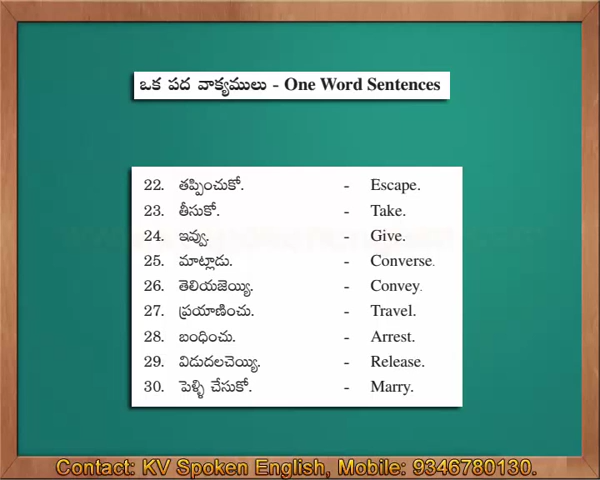 ఒక పద వాక్యములు - One Word Sentences
22. తప్పించుకో. - Escape.
23. తీసుకో. - Take.
24. ఇవ్వు. - Give.
25. మాట్లాడు. - Converse.
26. తెలియజెయ్యి. - Convey.
27. ప్రయాణించు. - Travel.
28. బంధించు. - Arrest.
29. విడుదలచెయ్యి. - Release.
30. పెళ్ళి చేసుకో. - Marry.
Contact: KV Spoken English, Mobile: 9346780130.